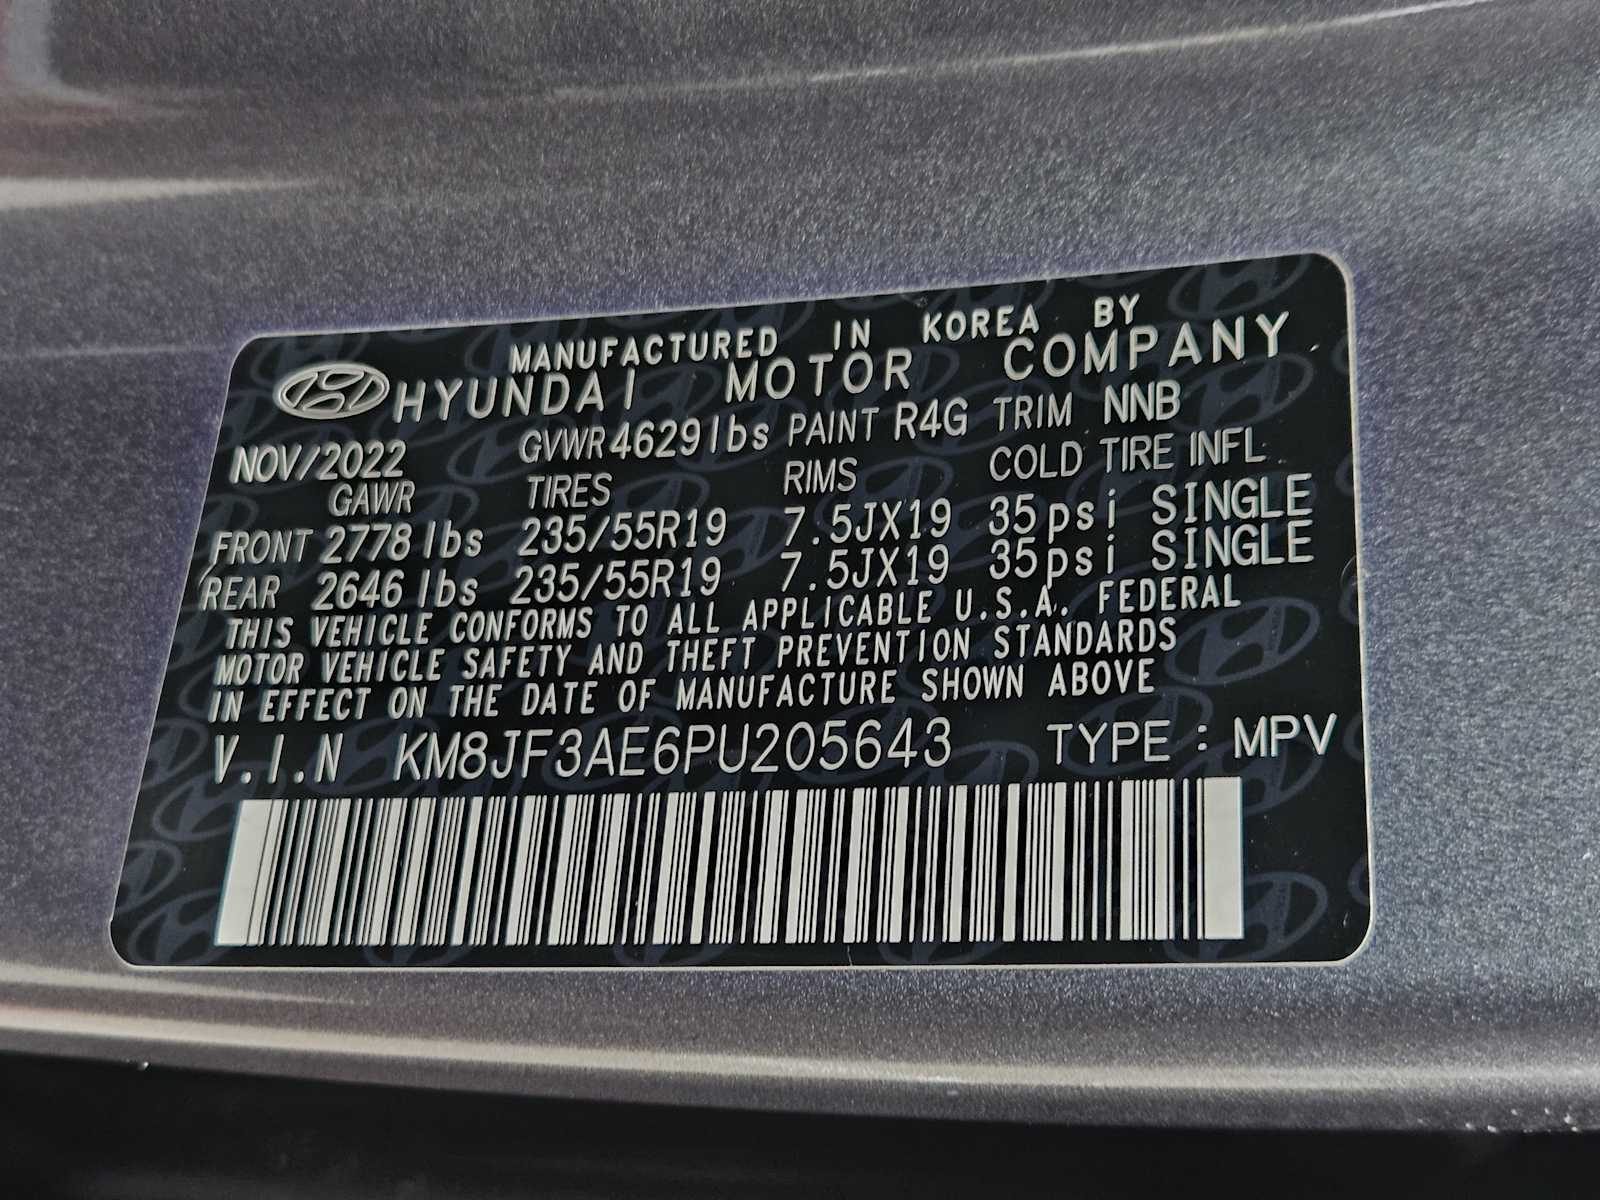 MANUFACTURED IN KOREA BY
HYUNDAI MOTOR COMPANY
NOV/2022 GVWR 4629lbs PAINT R4G TRIM NNB
GAWR TIRES RIMS COLD TIRE INFL
FRONT 2778 lbs 235/55R19 7.5JX19 35psi SINGLE
REAR 2646 lbs 235/55R19 7.5JX19 35psi SINGLE
THIS VEHICLE CONFORMS TO ALL APPLICABLE U.S.A. FEDERAL
MOTOR VEHICLE SAFETY AND THEFT PREVENTION STANDARDS
IN EFFECT ON THE DATE OF MANUFACTURE SHOWN ABOVE
V.I.N KM8JF3AE6PU205643 TYPE : MPV